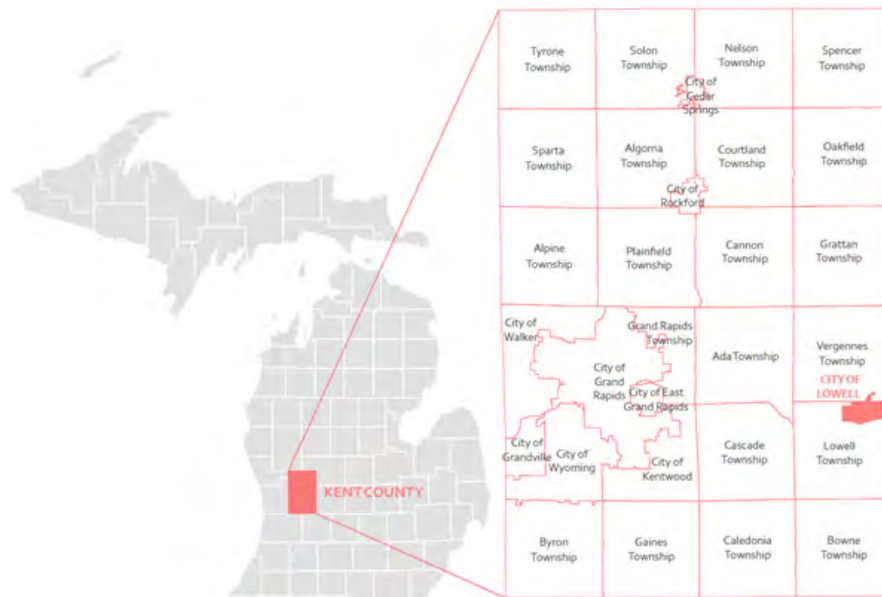 Tyrone
Township
Solon
Township
Nelson
Township
Spencer
Township
City of
Cedar
Springs
Sparta
Township
Algoma
Township
Courtland
Township
Oakfield
Township
City of
Rockford
Alpine
Township
Plainfield
Township
Cannon
Township
Grattan
Township
City of
Walker
Grand Rapids
Township
Ada Township
Vergennes
Township
City of
Grand
Rapids
CITY OF
LOWELL
City of East
Grand Rapids
City of
Grandville
City of
Wyoming
City of
Kentwood
Cascade
Township
Lowell
Township
KENT COUNTY
Byron
Township
Gaines
Township
Caledonia
Township
Bowne
Township